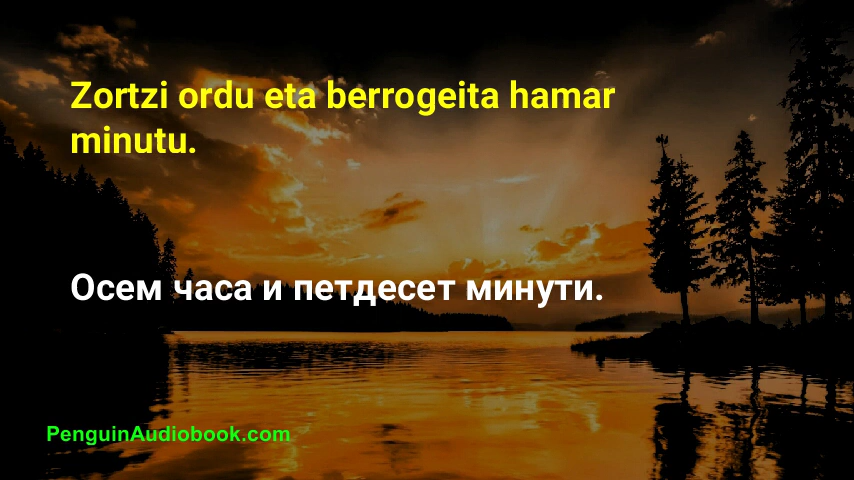 Zortzi ordu eta berrogeita hamar
minutu.
Осем часа и петдесет минути.
PenguinAudiobook.com